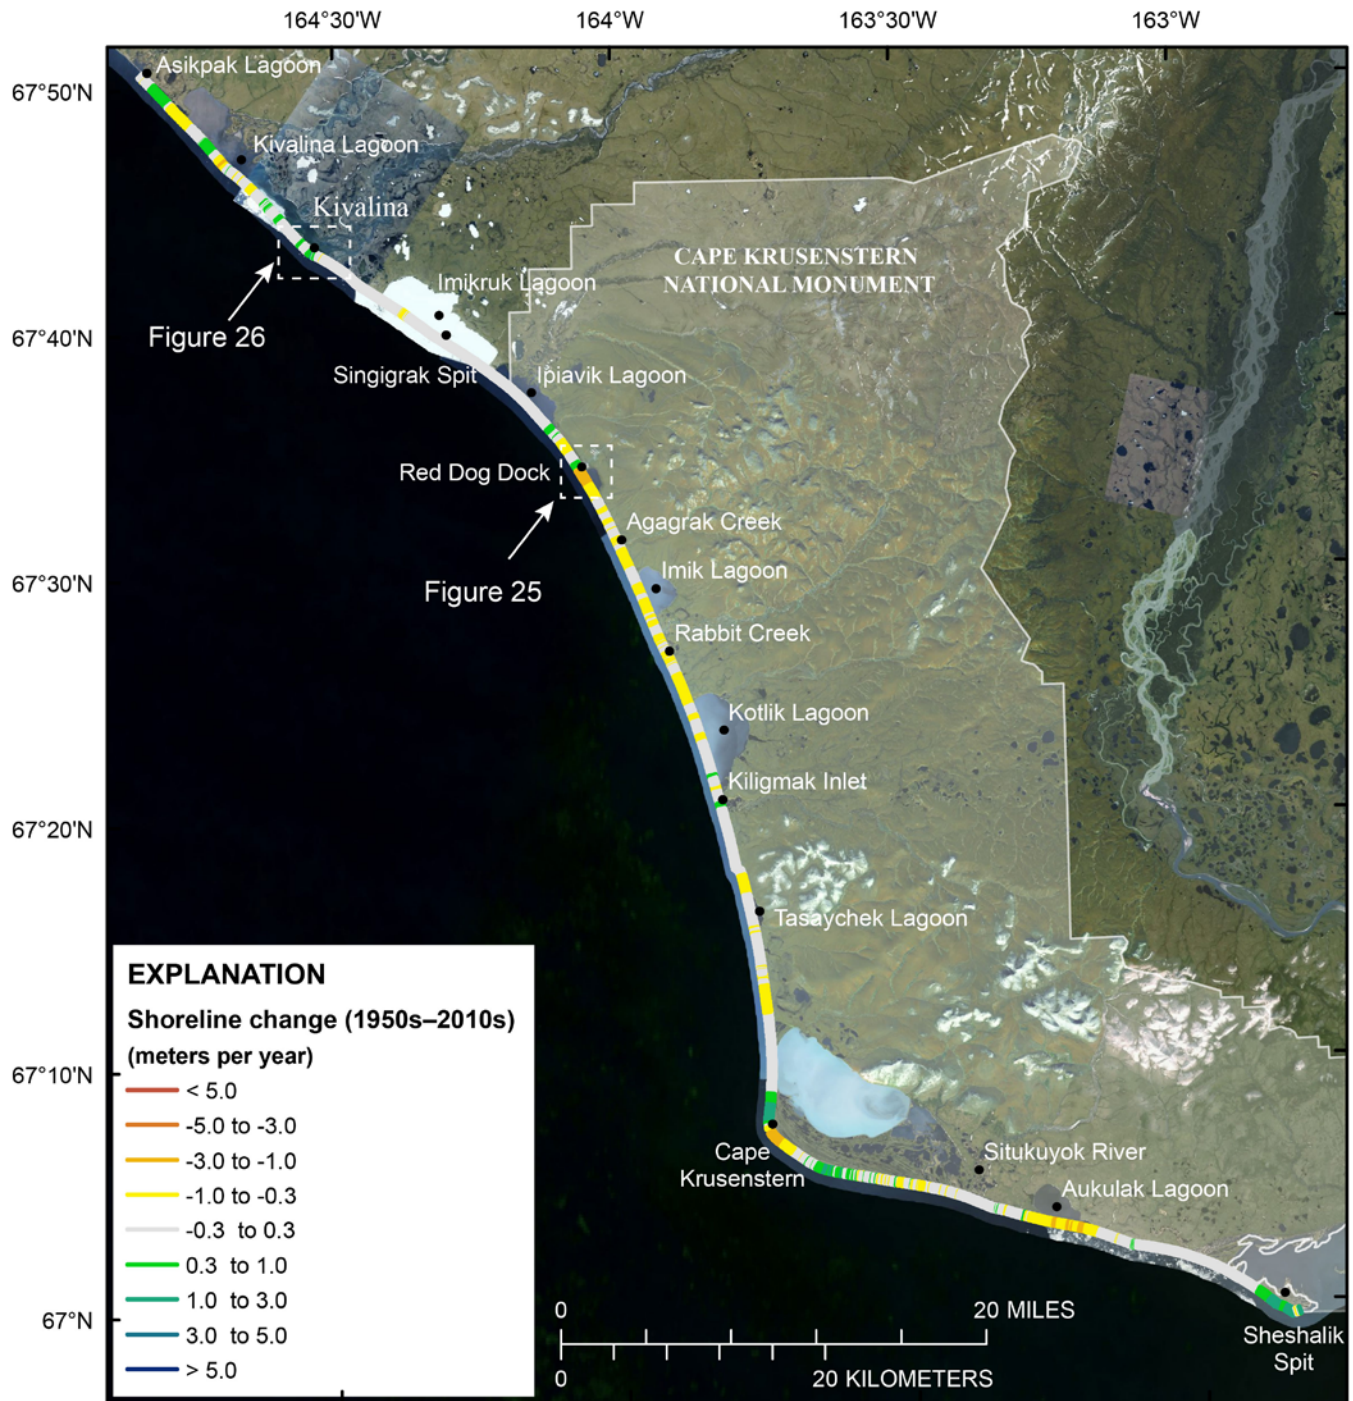 164°30'W 164°W 163°30'W 163°W
67°50'N
67°40'N
67°30'N
67°20'N
67°10'N
67°N
Asikpak Lagoon
Kivalina Lagoon
Kivalina
CAPE KRUSENSTERN
NATIONAL MONUMENT
Imikruk Lagoon
Figure 26
Singigrak Spit
Ipiavik Lagoon
Red Dog Dock
Agagrak Creek
Imik Lagoon
Figure 25
Rabbit Creek
Kotlik Lagoon
Kiligmak Inlet
Tasaychek Lagoon
Cape
Krusenstern
Situkuyok River
Aukulak Lagoon
Sheshalik
Spit
EXPLANATION
Shoreline change (1950s–2010s)
(meters per year)
< 5.0
-5.0 to -3.0
-3.0 to -1.0
-1.0 to -0.3
-0.3 to 0.3
0.3 to 1.0
1.0 to 3.0
3.0 to 5.0
> 5.0
0 20 MILES
0 20 KILOMETERS